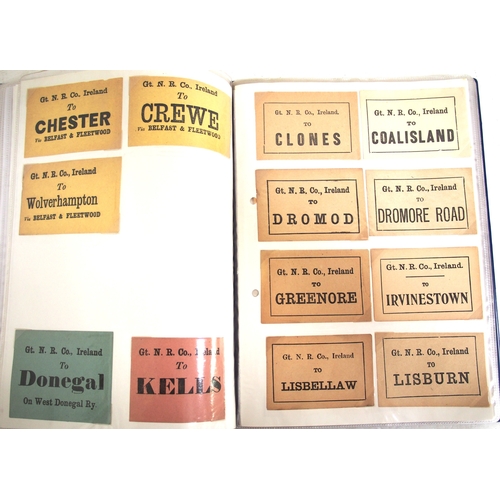 Gt. N. R. Co., Ireland
To
CHESTER
Via BELFAST & FLEETWOOD
Gt. N. R. Co., Ireland
To
CREWE
Via BELFAST & FLEETWOOD
Gt. N. R. Co., Ireland
To
Wolverhampton
Via BELFAST & FLEETWOOD
Gt. N. R. Co., Ireland
To
Donegal
On West Donegal Ry.
Gt. N. R. Co., Ireland
To
KELLS
Gt. N. R. Co., Ireland
TO
CLONES
Gt. N. R. Co., Ireland
TO
COALISLAND
Gt. N. R. Co., Ireland
TO
DROMOD
Gt. N. R. Co., Ireland
TO
DROMORE ROAD
Gt. N. R. Co., Ireland
TO
GREENORE
Gt. N. R. Co., Ireland.
TO
IRVINESTOWN
Gt. N. R. Co., Ireland
TO
LISBELLAW
Gt. N. R. Co., Ireland
TO
LISBURN